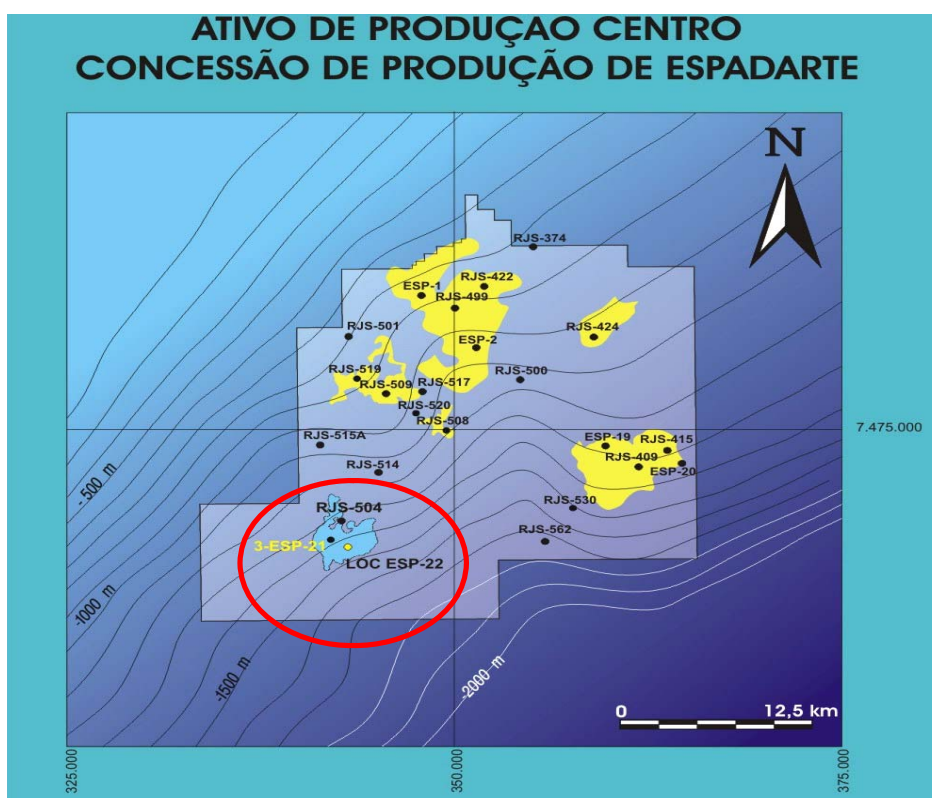 ATIVO DE PRODUÇAO CENTRO
CONCESSÃO DE PRODUÇÃO DE ESPADARTE
N
RJS-374
RJS-422
ESP-1
RJS-499
RJS-501
RJS-424
ESP-2
RJS-519
RJS-509
RJS-517
RJS-500
RJS-520
RJS-508
7.475.000
RJS-515A
ESP-19
RJS-415
RJS-409
ESP-20
RJS-514
- 500 m
RJS-530
RJS-504
RJS-562
3-ESP-21
LOC ESP-22
-1000 m
-1500 m
-2000 m
0
12,5 km
325.000
350.000
375.000